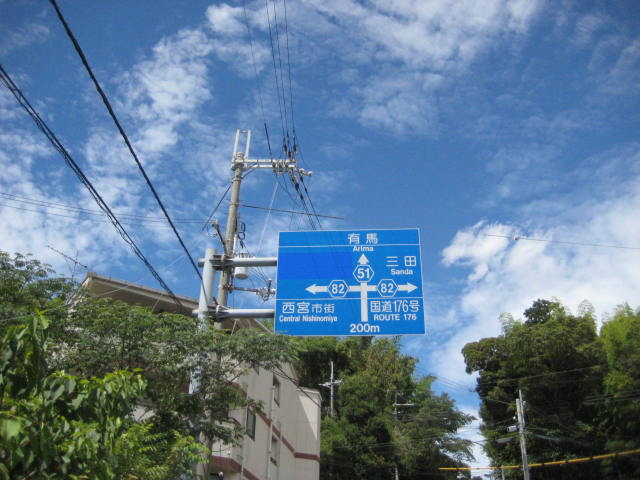 有馬
Arima
51
三田
Sanda
82
82
西宮市街
Central Nishinomiya
国道176号
ROUTE 176
200m